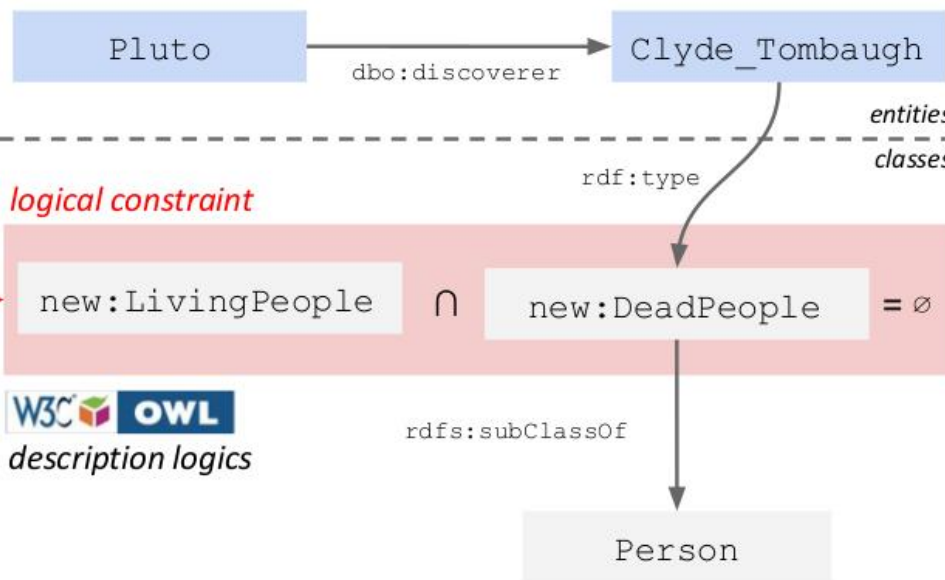 Pluto
dbo:discoverer
Clyde_Tombaugh
entities
classes
rdf:type
logical constraint
new:LivingPeople ∩ new:DeadPeople = ∅
W3C OWL
description logics
rdfs:subClassOf
Person